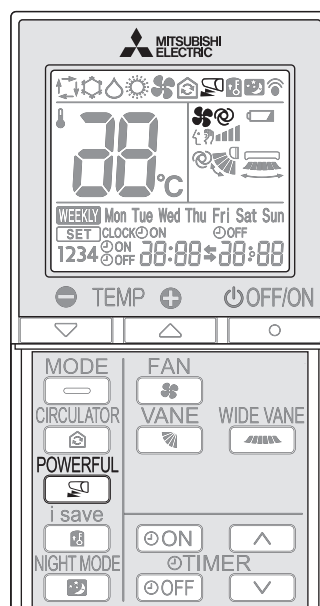 MITSUBISHI
ELECTRIC
88°C
WEEKLY Mon Tue Wed Thu Fri Sat Sun
SET CLOCK ON OFF
1234 ON OFF 88:88 88:88
TEMP OFF/ON
MODE FAN
CIRCULATOR VANE WIDE VANE
POWERFUL
i save
ON
NIGHT MODE TIMER
OFF